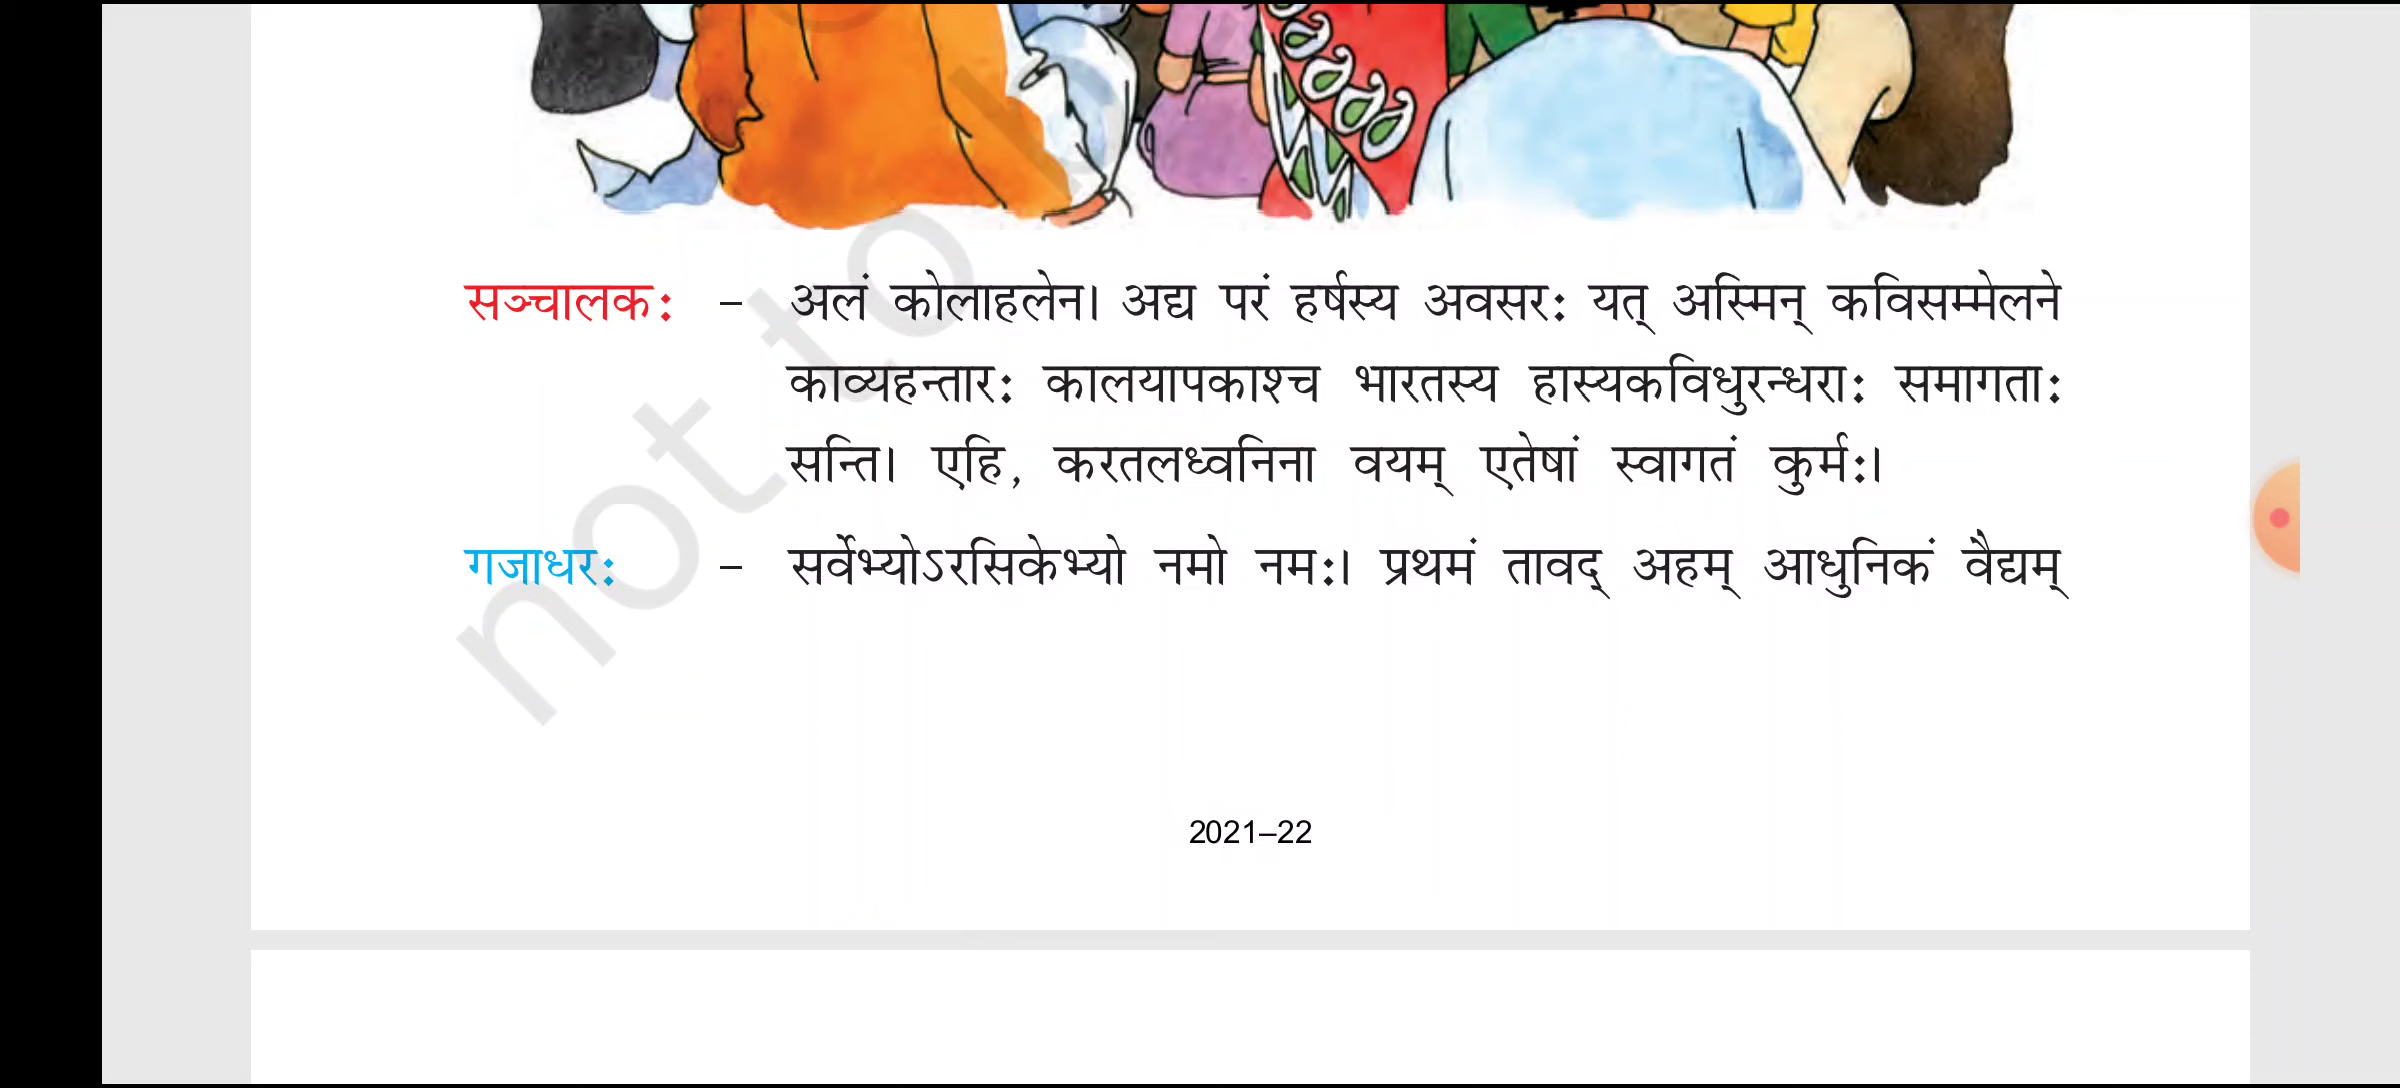 सञ्चालकः – अलं कोलाहलेन। अद्य परं हर्षस्य अवसरः यत् अस्मिन् कविसम्मेलने
काव्यहन्तारः कालयापकाश्च भारतस्य हास्यकविधुरन्धराः समागताः
सन्ति। एहि, करतलध्वनिना वयम् एतेषां स्वागतं कुर्मः।
गजाधरः – सर्वेभ्योऽरसिकेभ्यो नमो नमः। प्रथमं तावद् अहम् आधुनिकं वैद्यम्
not to b
2021–22